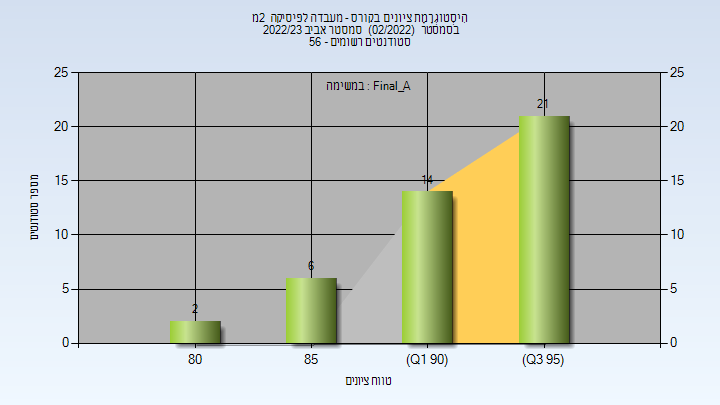 היסטוגרמת ציונים בקורס - מעבדה לפיסיקה 2מ
בסמסטר (02/2022) סמסטר אביב 2022/23
סטודנטים רשומים - 56
במשימה : Final_A
מספר סטודנטים
25
20
15
10
5
0
25
20
15
10
5
0
2
6
14
21
80
85
(Q1 90)
(Q3 95)
טווח ציונים